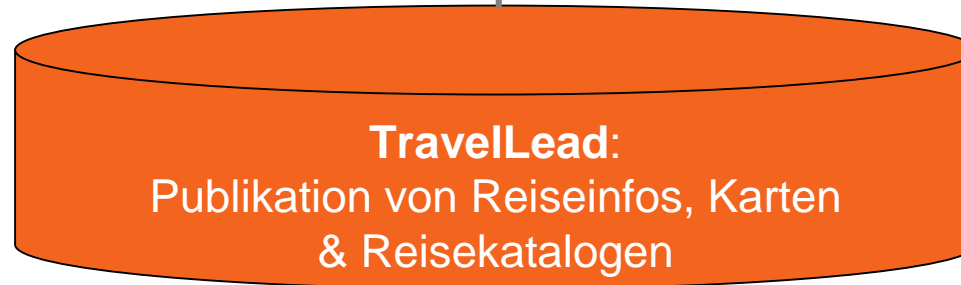 TravelLead:
Publikation von Reiseinfos, Karten
& Reisekatalogen